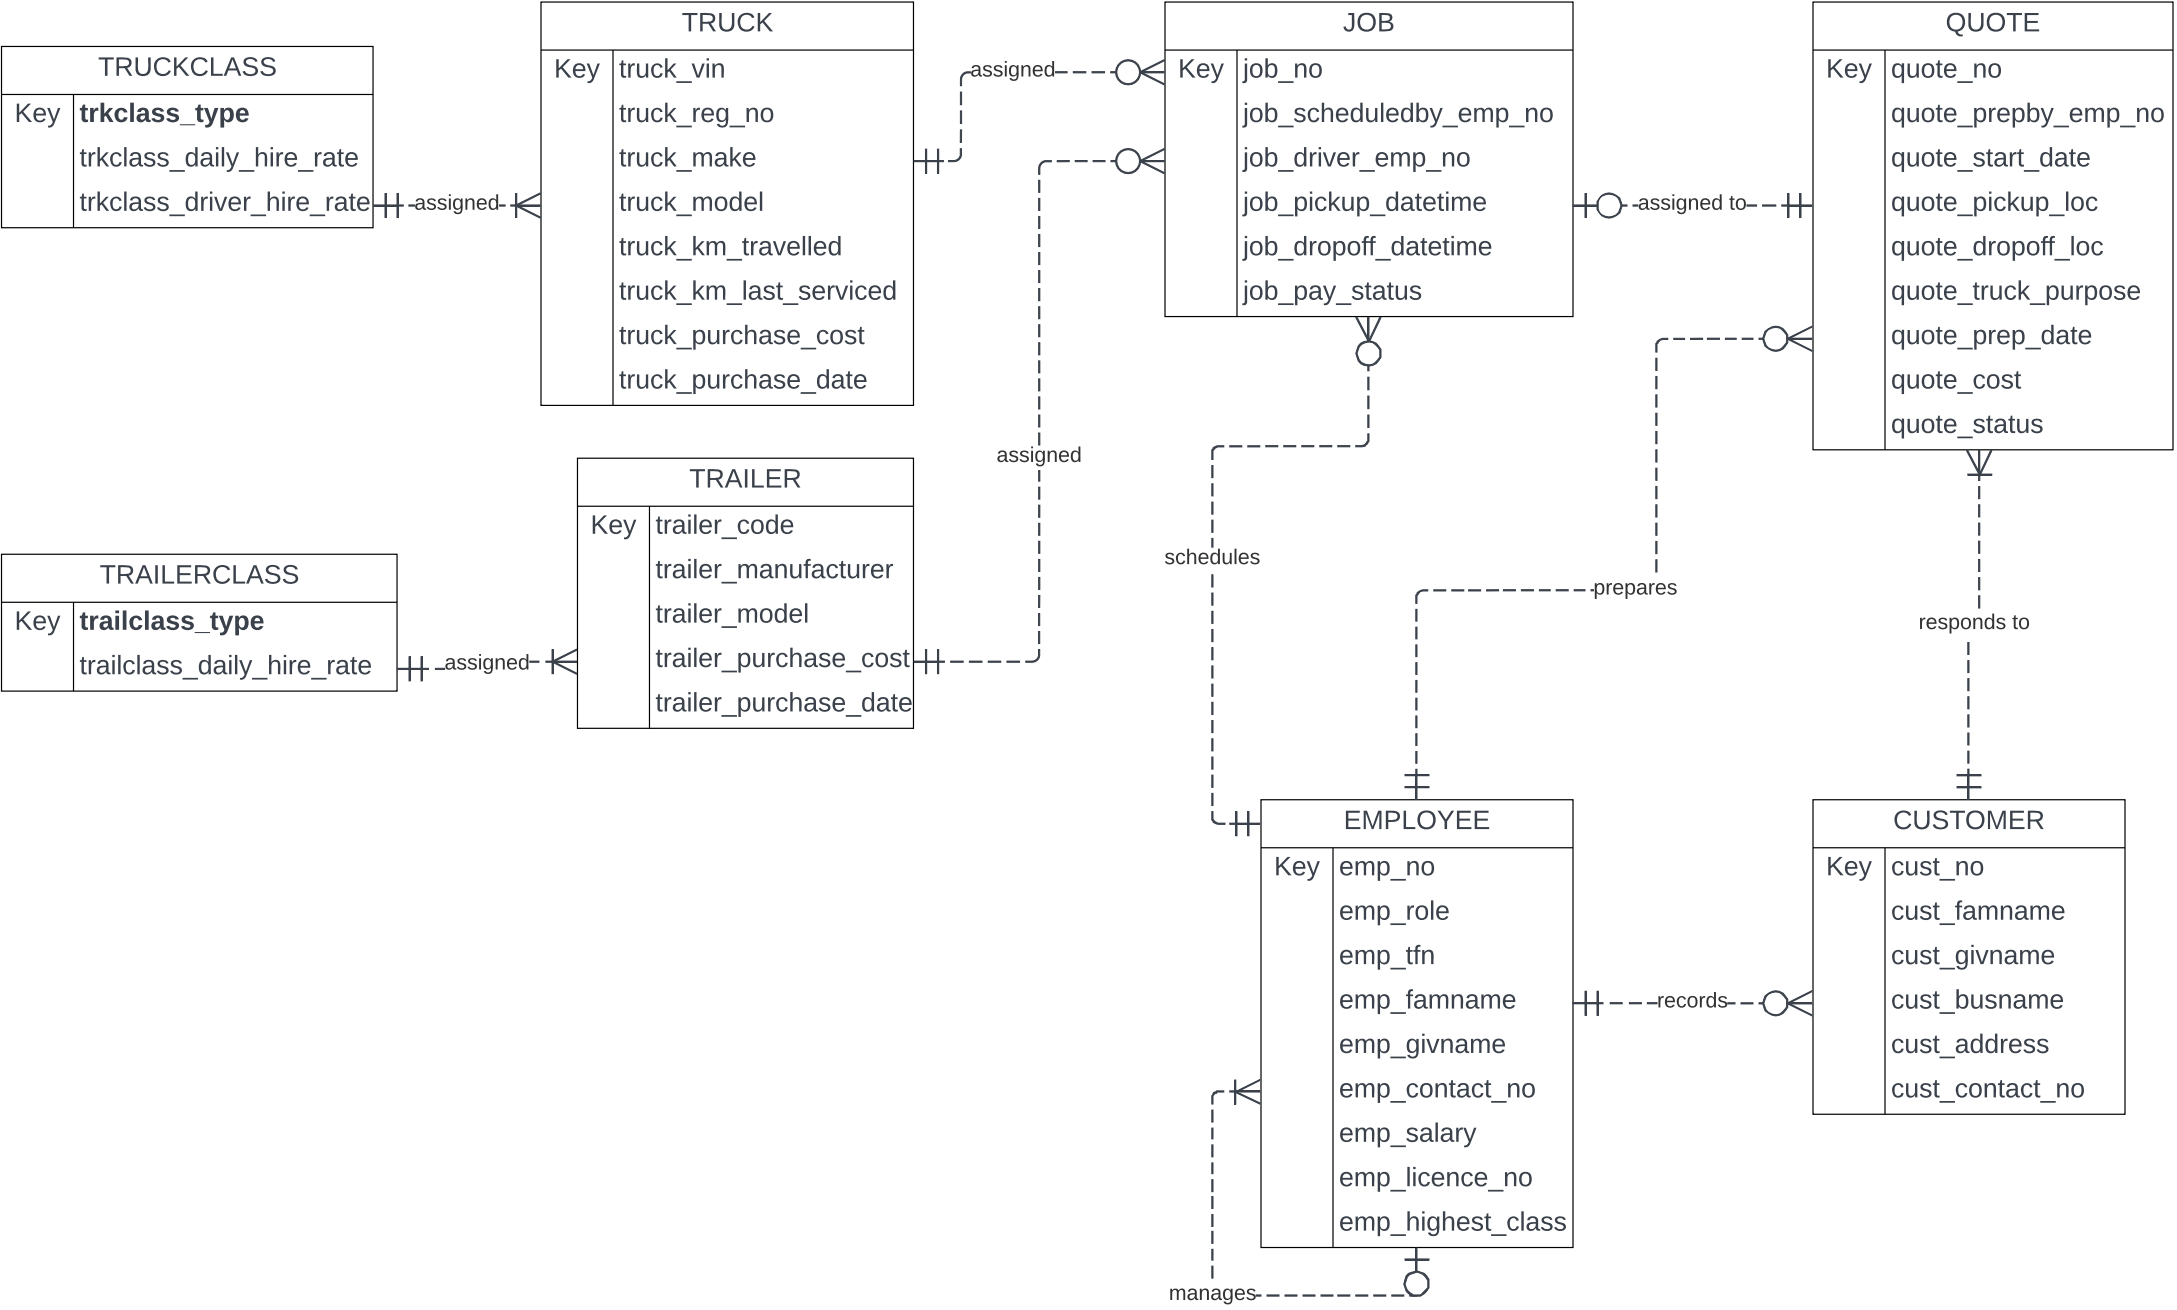 TRUCKCLASS
Key trkclass_type
trkclass_daily_hire_rate
trkclass_driver_hire_rate
assigned
TRUCK
Key truck_vin
truck_reg_no
truck_make
truck_model
truck_km_travelled
truck_km_last_serviced
truck_purchase_cost
truck_purchase_date
assigned
JOB
Key job_no
job_scheduledby_emp_no
job_driver_emp_no
job_pickup_datetime
job_dropoff_datetime
job_pay_status
assigned to
QUOTE
Key quote_no
quote_prepby_emp_no
quote_start_date
quote_pickup_loc
quote_dropoff_loc
quote_truck_purpose
quote_prep_date
quote_cost
quote_status
TRAILERCLASS
Key trailclass_type
trailclass_daily_hire_rate
assigned
TRAILER
Key trailer_code
trailer_manufacturer
trailer_model
trailer_purchase_cost
trailer_purchase_date
assigned
schedules
prepares
responds to
EMPLOYEE
Key emp_no
emp_role
emp_tfn
emp_famname
emp_givname
emp_contact_no
emp_salary
emp_licence_no
emp_highest_class
manages
records
CUSTOMER
Key cust_no
cust_famname
cust_givname
cust_busname
cust_address
cust_contact_no